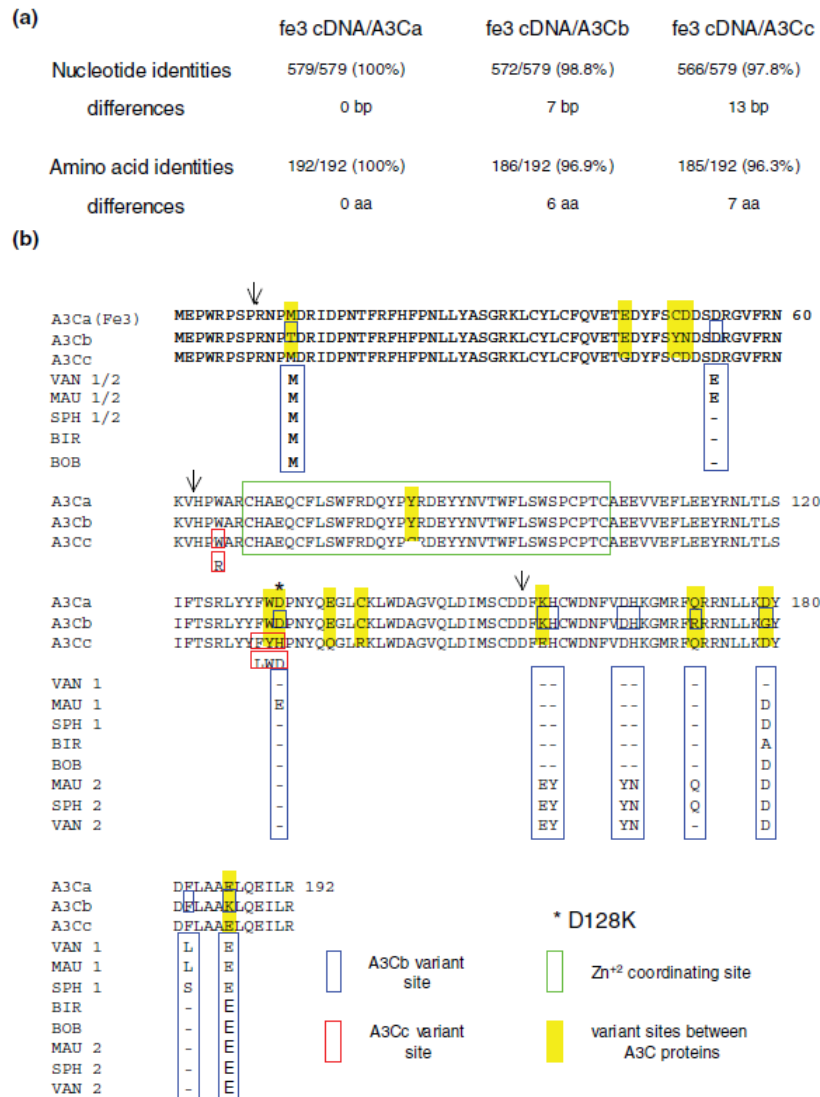 (a)
fe3 cDNA/A3Ca fe3 cDNA/A3Cb fe3 cDNA/A3Cc
Nucleotide identities 579/579 (100%) 572/579 (98.8%) 566/579 (97.8%)
differences 0 bp 7 bp 13 bp
Amino acid identities 192/192 (100%) 186/192 (96.9%) 185/192 (96.3%)
differences 0 aa 6 aa 7 aa
(b)
A3Ca(Fe3) MEPWRPSPRNPMDRIDPNTFRFHFPNLLYASGRKLCYLCFQVETEDYFSCDDSDRGVFRN 60
A3Cb MEPWRPSPRNPTDRIDPNTFRFHFPNLLYASGRKLCYLCFQVETEDYFSYNDSDRGVFRN
A3Cc MEPWRPSPRNPMDRIDPNTFRFHFPNLLYASGRKLCYLCFQVETGDYFSCDDSDRGVFRN
VAN 1/2 M E
MAU 1/2 M E
SPH 1/2 M -
BIR M -
BOB M -
A3Ca KVHPWARCHAEQCFLSWFRDQYPYRDEYYNVTWFLSWSPCPTCAEEVVEFLEEYRNLTLS 120
A3Cb KVHPWARCHAEQCFLSWFRDQYPYRDEYYNVTWFLSWSPCPTCAEEVVEFLEEYRNLTLS
A3Cc KVHPWARCHAEQCFLSWFRDQYPCRDEYYNVTWFLSWSPCPTCAEEVVEFLEEYRNLTLS
R
*
A3Ca IFTSRLYYFWDPNYQEGLCKLWDAGVQLDIMSCDDFKHCWDNFVDHKGMRFQRRNLLKDY 180
A3Cb IFTSRLYYFWDPNYQEGLCKLWDAGVQLDIMSCDDFKHCWDNFVDHKGMRFRRRNLLKGY
A3Cc IFTSRLYYFYHPNYQQGLRKLWDAGVQLDIMSCDDFEHCWDNFVDHKGMRFQRRNLLKDY
LWD
VAN 1 - -- -- - -
MAU 1 E -- -- - D
SPH 1 - -- -- - D
BIR - -- -- - A
BOB - -- -- - D
MAU 2 - EY YN Q D
SPH 2 - EY YN Q D
VAN 2 - EY YN - D
A3Ca DFLAAELQEILR 192
A3Cb DFLAAKLQEILR
A3Cc DFLAAELQEILR
VAN 1 L E
MAU 1 L E
SPH 1 S E
BIR - E
BOB - E
MAU 2 - E
SPH 2 - E
VAN 2 - E
* D128K
A3Cb variant
site
Zn+2 coordinating site
A3Cc variant
site
variant sites between
A3C proteins